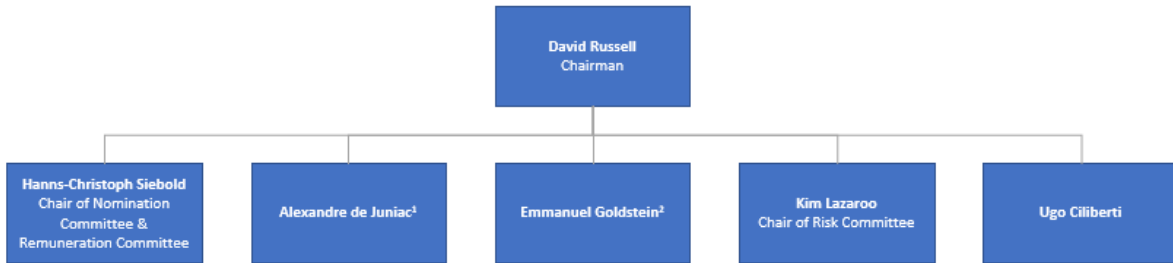 David Russell
Chairman
Hanns-Christoph Siebold
Chair of Nomination
Committee &
Remuneration Committee
Alexandre de Juniac¹
Emmanuel Goldstein²
Kim Lazaroo
Chair of Risk Committee
Ugo Ciliberti